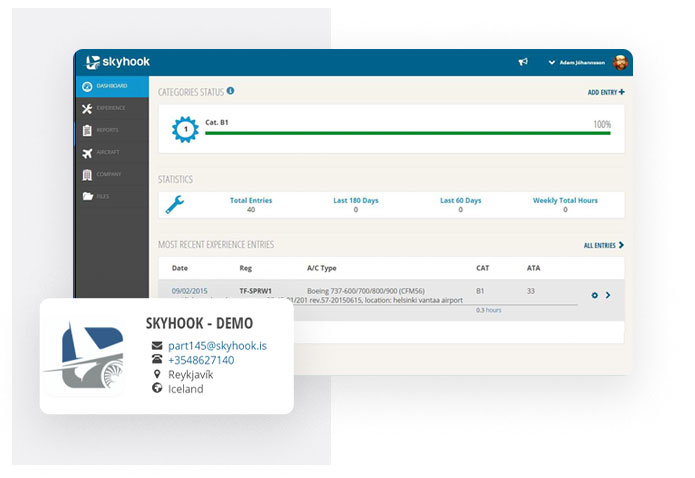 skyhook
Adam Jóhannsson
DASHBOARD
EXPERIENCE
REPORTS
AIRCRAFT
COMPANY
FILES
CATEGORIES STATUS
ADD ENTRY
1
Cat. B1
100%
STATISTICS
Total Entries Last 180 Days Last 60 Days Weekly Total Hours
40 0 0 0
MOST RECENT EXPERIENCE ENTRIES
ALL ENTRIES
Date Reg A/C Type CAT ATA
09/02/2015 TF-SPRW1 Boeing 737-600/700/800/900 (CFM56) B1 33
01/201 rev.57-20150615, location: helsinki vantaa airport
0.3 hours
SKYHOOK - DEMO
part145@skyhook.is
+3548627140
Reykjavík
Iceland